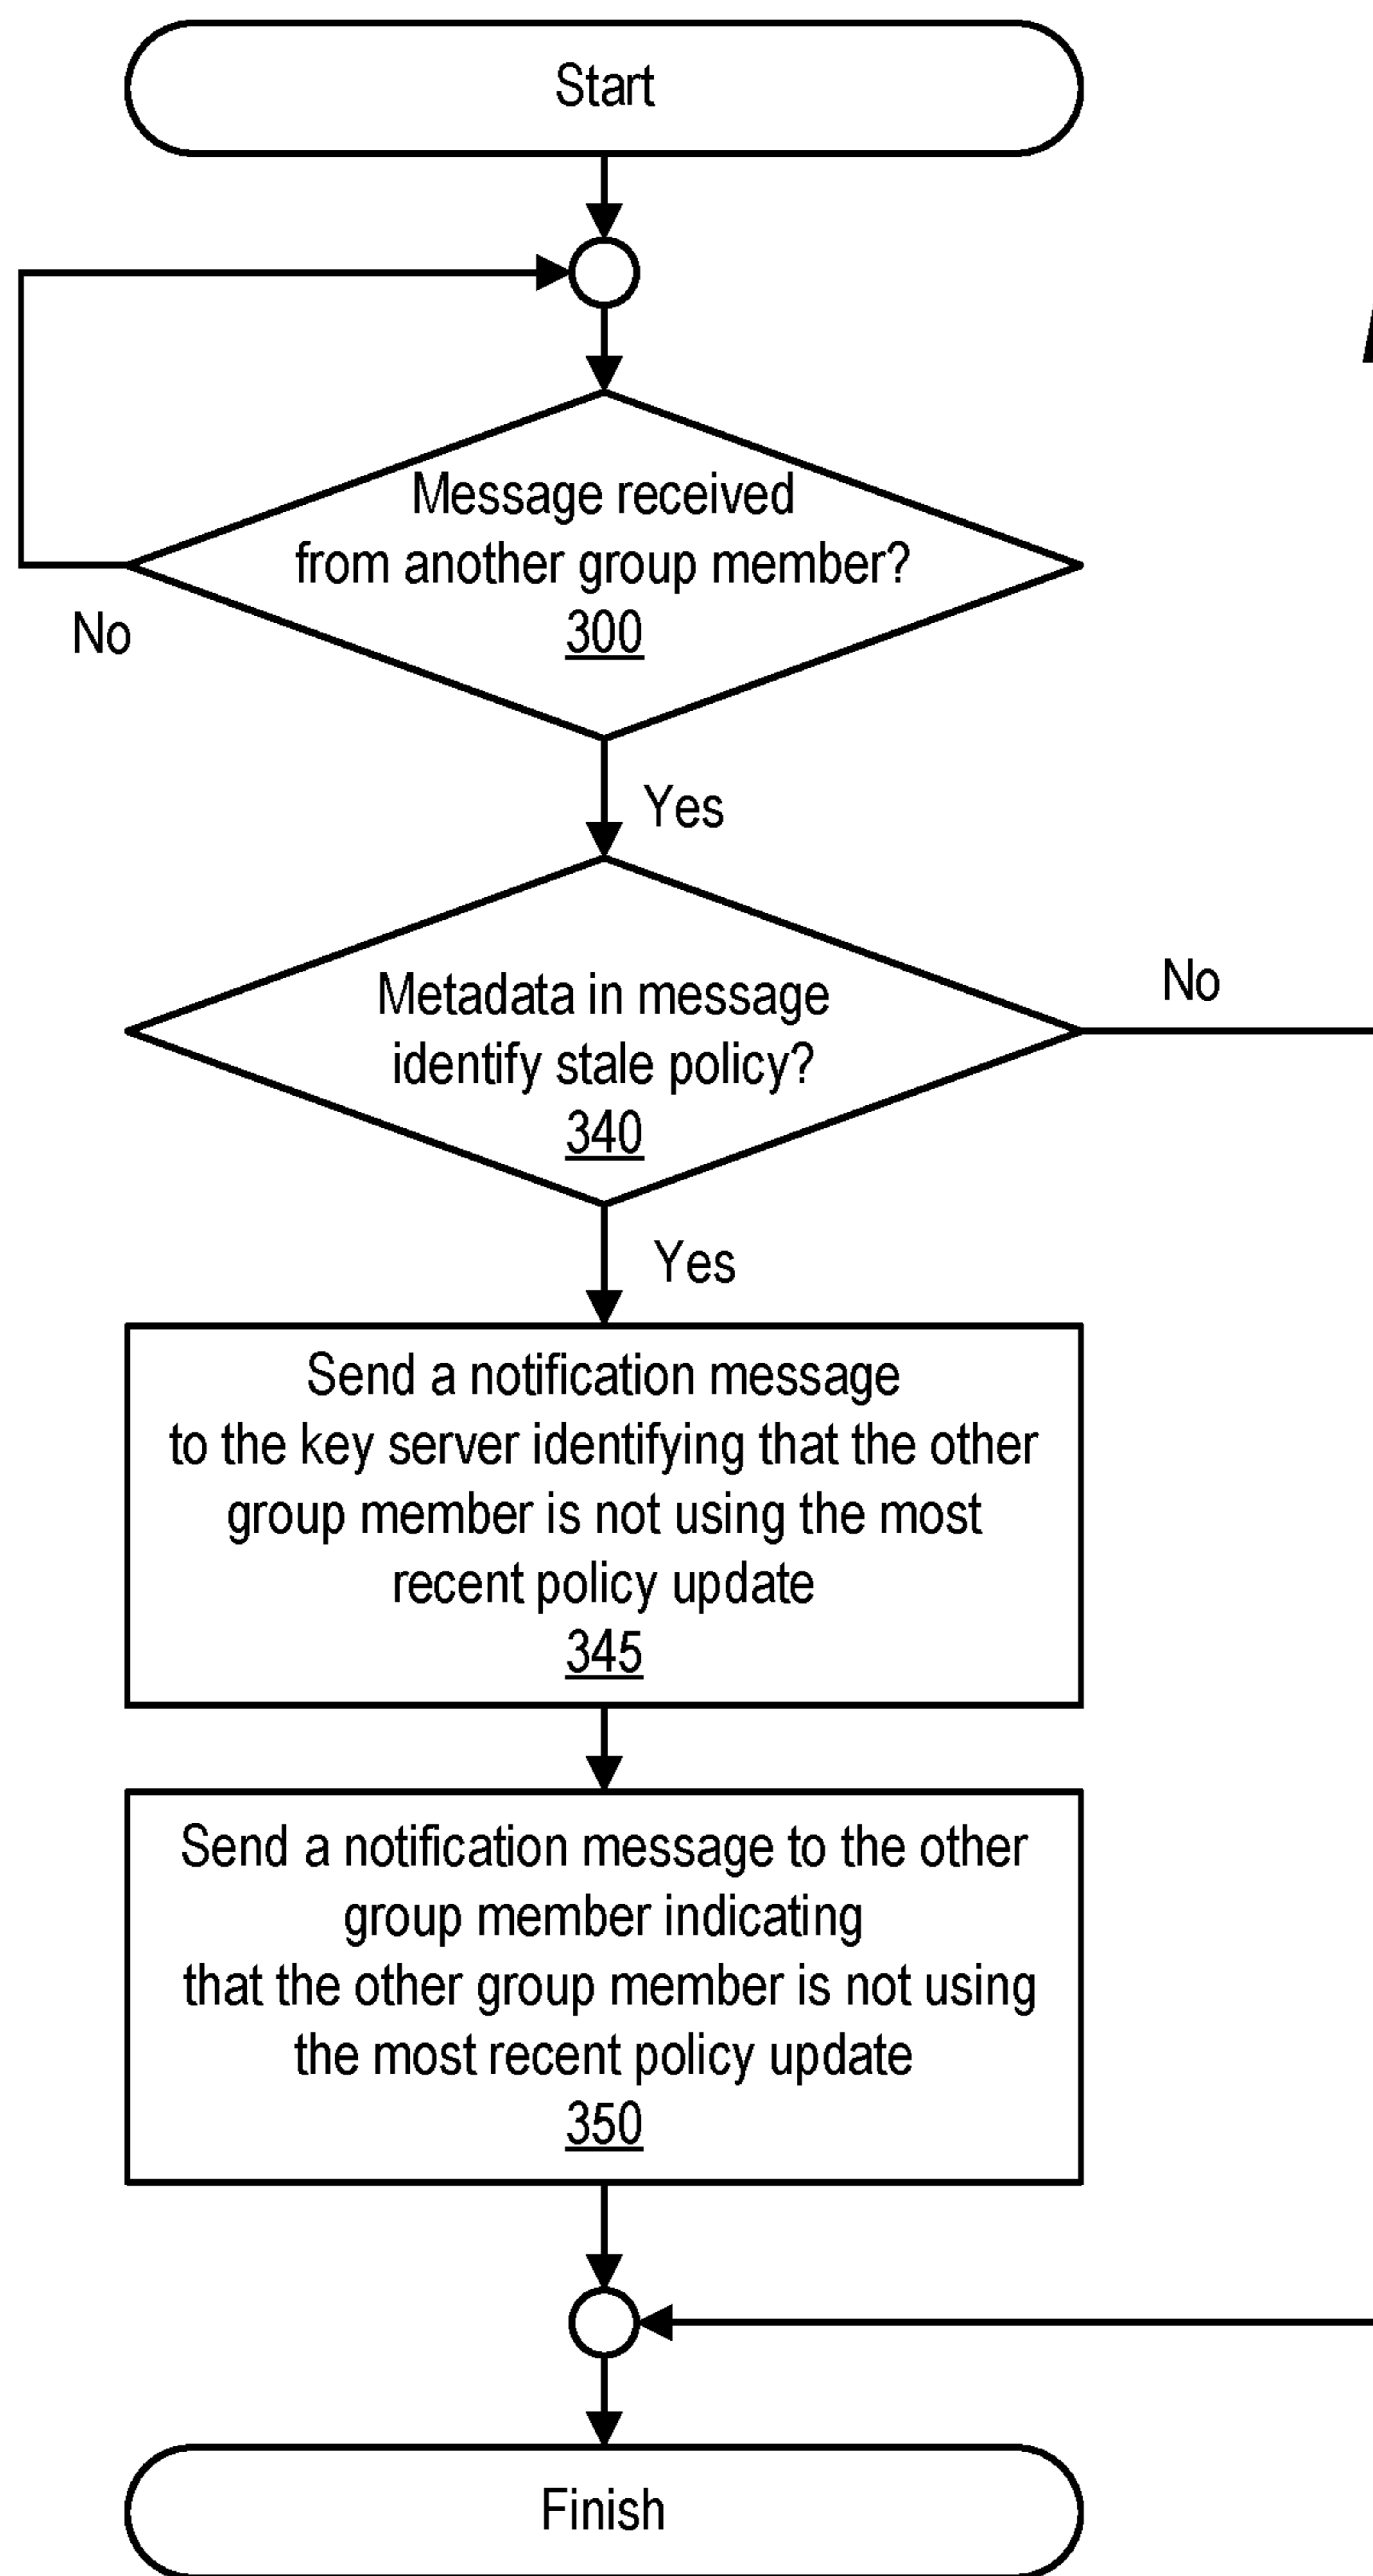 Start
Message received
from another group member?
300
No
Yes
Metadata in message
identify stale policy?
340
No
Yes
Send a notification message
to the key server identifying that the other
group member is not using the most
recent policy update
345
Send a notification message to the other
group member indicating
that the other group member is not using
the most recent policy update
350
Finish